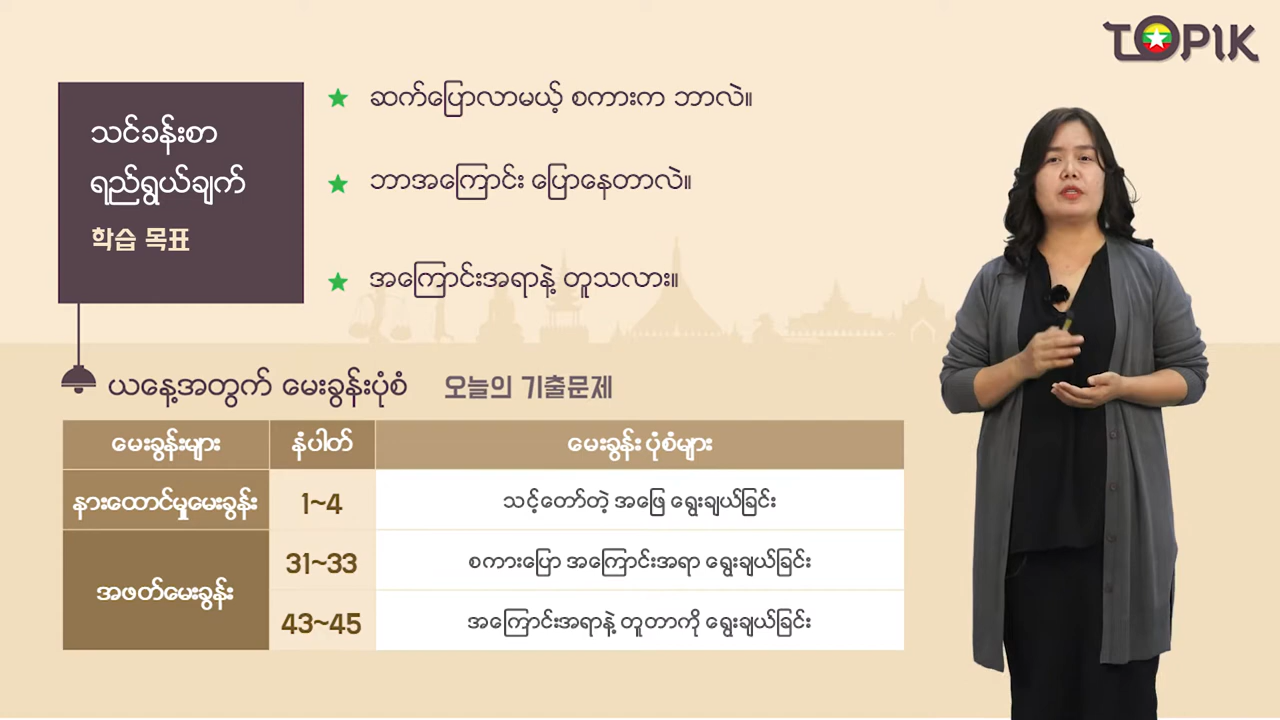 TOPIK
သင်ခန်းစာ
ရည်ရွယ်ချက်
학습 목표
ဆက်ပြောလာမယ့် စကားက ဘာလဲ။
ဘာအကြောင်း ပြောနေတာလဲ။
အကြောင်းအရာနဲ့ တူသလား။
ယနေ့အတွက် မေးခွန်းပုံစံ 오늘의 기출문제
မေးခွန်းများ နံပါတ် မေးခွန်း ပုံစံများ
နားထောင်မှုမေးခွန်း 1~4 သင့်တော်တဲ့ အဖြေ ရွေးချယ်ခြင်း
အဖတ်မေးခွန်း 31~33 စကားပြော အကြောင်းအရာ ရွေးချယ်ခြင်း
43~45 အကြောင်းအရာနဲ့ တူတာကို ရွေးချယ်ခြင်း